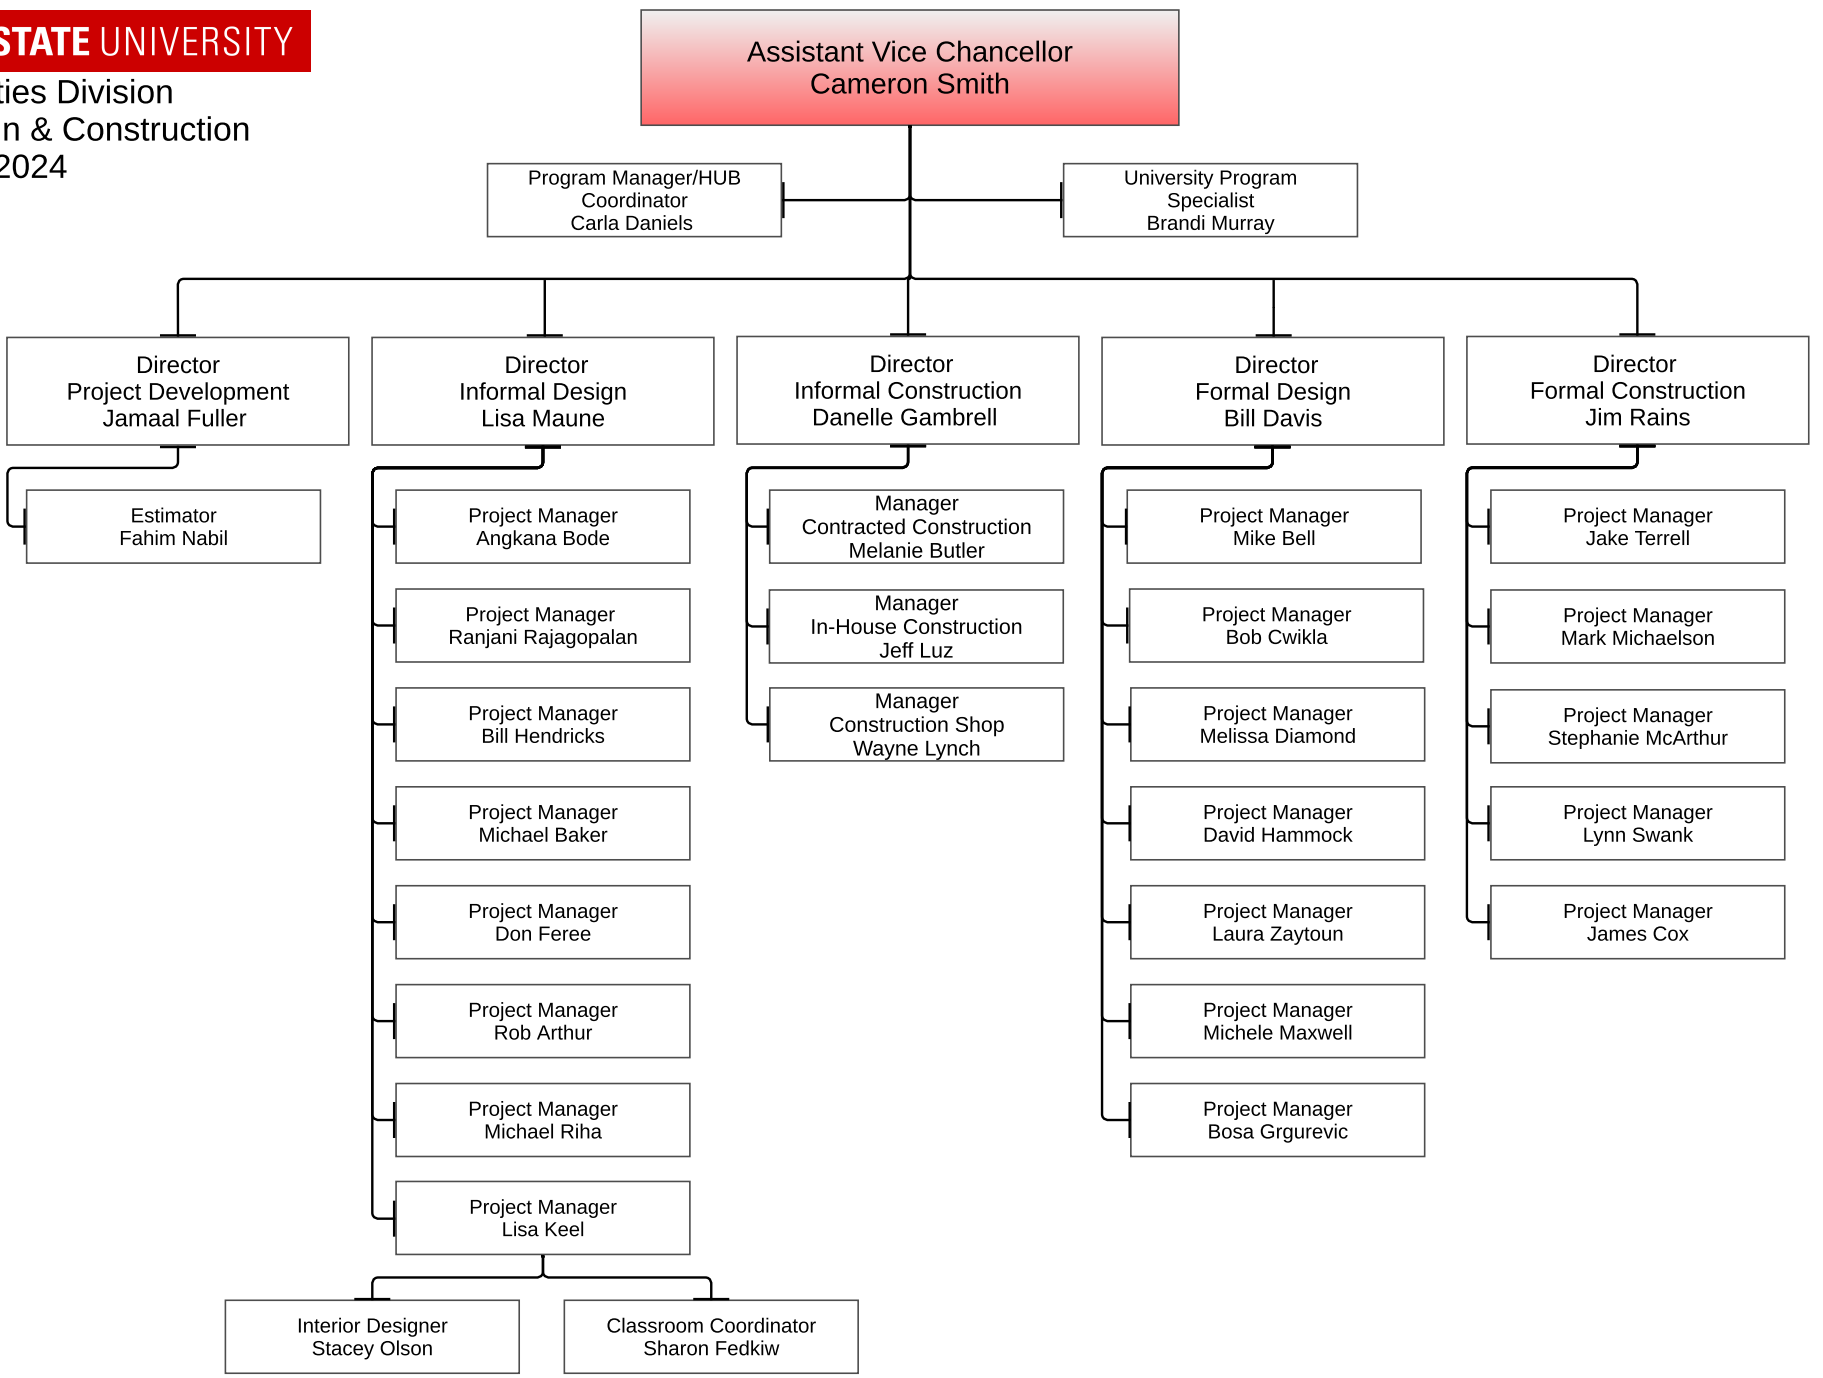 STATE UNIVERSITY
ties Division
n & Construction
2024
Assistant Vice Chancellor
Cameron Smith
Program Manager/HUB
Coordinator
Carla Daniels
University Program
Specialist
Brandi Murray
Director
Project Development
Jamaal Fuller
Director
Informal Design
Lisa Maune
Director
Informal Construction
Danelle Gambrell
Director
Formal Design
Bill Davis
Director
Formal Construction
Jim Rains
Estimator
Fahim Nabil
Project Manager
Angkana Bode
Project Manager
Ranjani Rajagopalan
Project Manager
Bill Hendricks
Project Manager
Michael Baker
Project Manager
Don Feree
Project Manager
Rob Arthur
Project Manager
Michael Riha
Project Manager
Lisa Keel
Interior Designer
Stacey Olson
Classroom Coordinator
Sharon Fedkiw
Manager
Contracted Construction
Melanie Butler
Manager
In-House Construction
Jeff Luz
Manager
Construction Shop
Wayne Lynch
Project Manager
Mike Bell
Project Manager
Bob Cwikla
Project Manager
Melissa Diamond
Project Manager
David Hammock
Project Manager
Laura Zaytoun
Project Manager
Michele Maxwell
Project Manager
Bosa Grgurevic
Project Manager
Jake Terrell
Project Manager
Mark Michaelson
Project Manager
Stephanie McArthur
Project Manager
Lynn Swank
Project Manager
James Cox